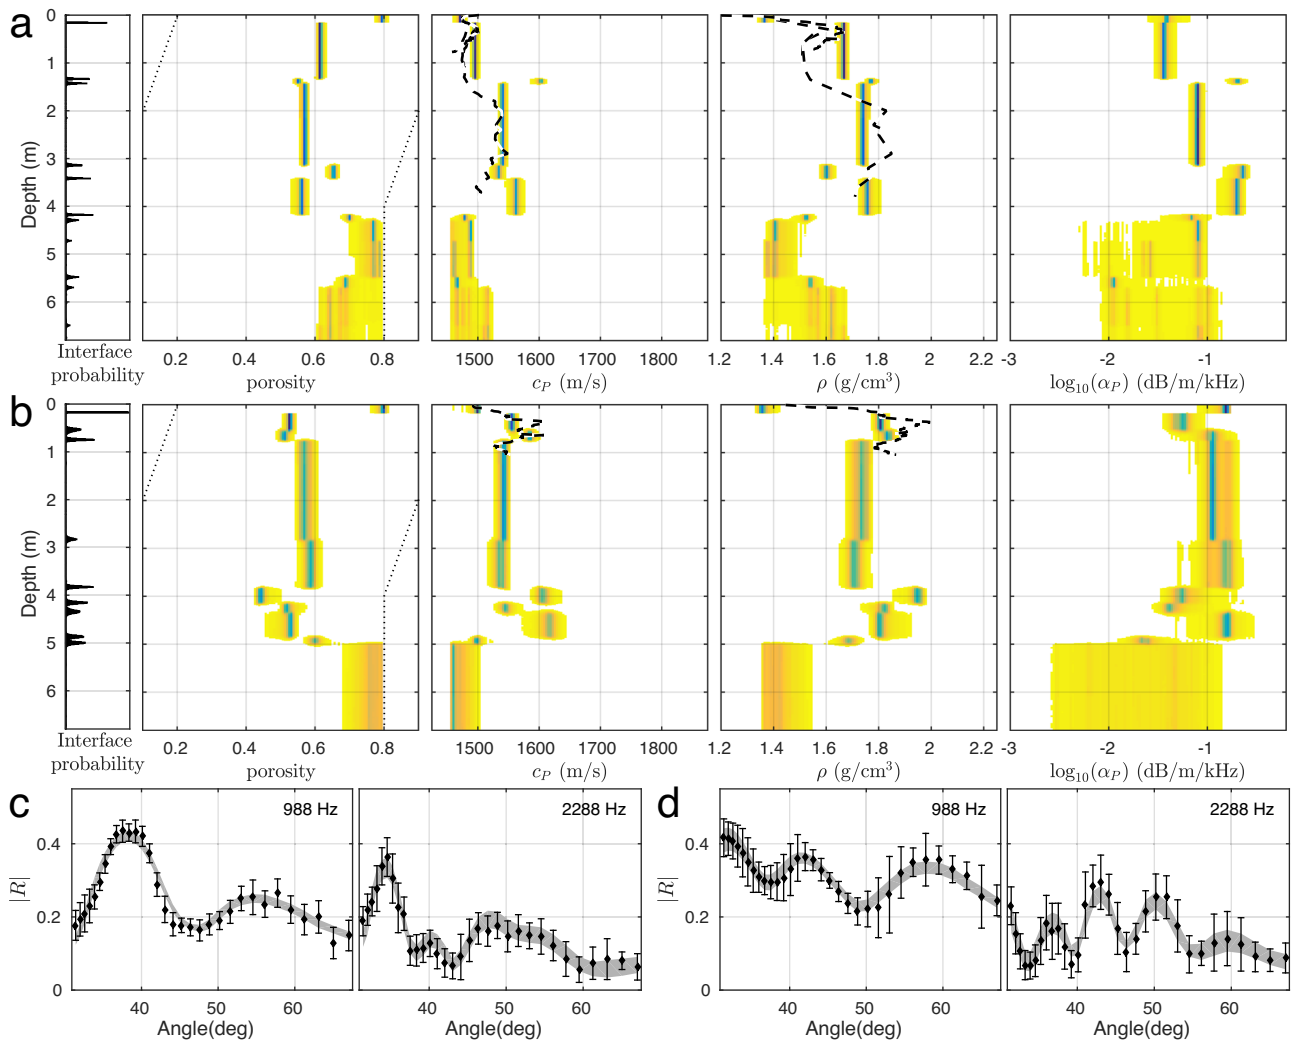 a
0
1
2
3
4
5
6
Depth (m)
Interface
probability
0.2 0.4 0.6 0.8
porosity
1500 1600 1700 1800
c_P (m/s)
1.2 1.4 1.6 1.8 2 2.2
ρ (g/cm³)
-3 -2 -1
log₁₀(α_P) (dB/m/kHz)
b
0
1
2
3
4
5
6
Depth (m)
Interface
probability
0.2 0.4 0.6 0.8
porosity
1500 1600 1700 1800
c_P (m/s)
1.2 1.4 1.6 1.8 2 2.2
ρ (g/cm³)
-3 -2 -1
log₁₀(α_P) (dB/m/kHz)
c
988 Hz
2288 Hz
0.4
0.2
0
|R|
40 50 60
Angle(deg)
40 50 60
Angle(deg)
d
988 Hz
2288 Hz
0.4
0.2
0
|R|
40 50 60
Angle(deg)
40 50 60
Angle(deg)